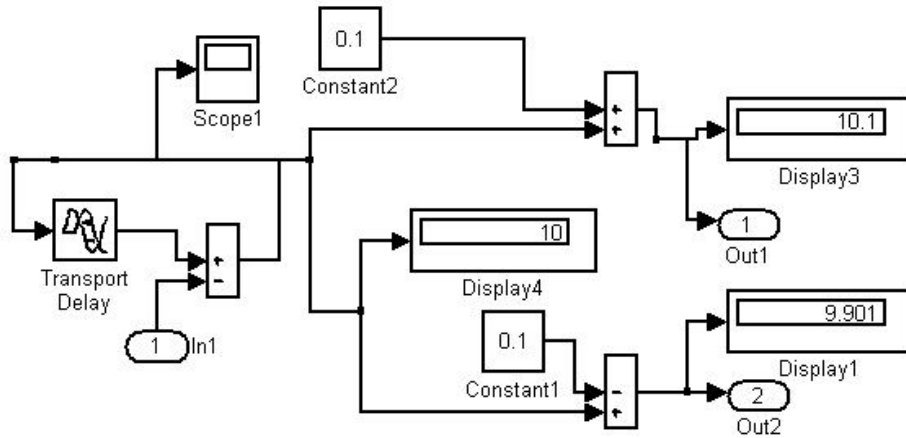 0.1
Constant2
Scope1
+
+
10.1
Display3
1
Out1
Transport
Delay
+
-
1
In1
10
Display4
0.1
Constant1
-
+
9.901
Display1
2
Out2